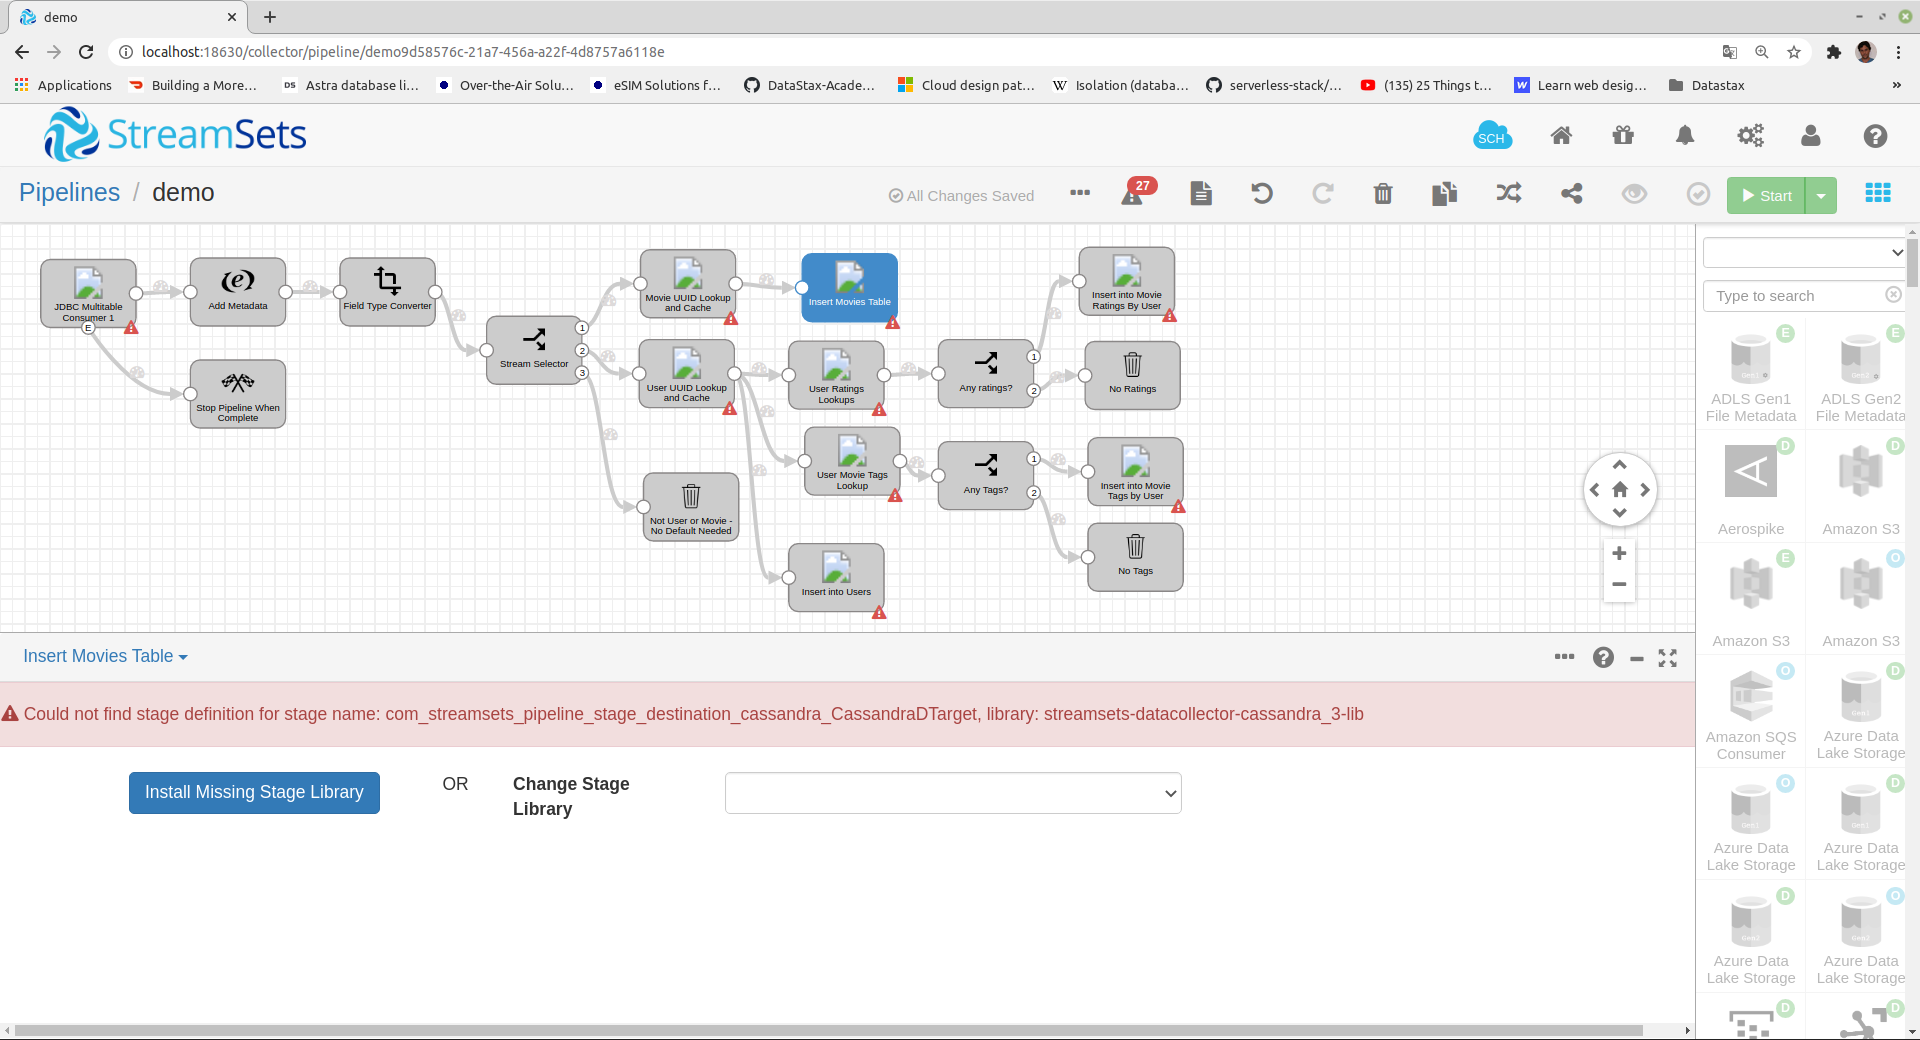 demo
localhost:18630/collector/pipeline/demo9d58576c-21a7-456a-a22f-4d8757a6118e
Applications
Building a More…
DS Astra database li…
Over-the-Air Solu…
eSIM Solutions f…
DataStax-Acade…
Cloud design pat…
W Isolation (databa…
serverless-stack/…
(135) 25 Things t…
W Learn web desig…
Datastax
»
StreamSets
SCH
Pipelines / demo
All Changes Saved
27
Start
JDBC Multitable
Consumer 1
E
Add Metadata
Field Type Converter
Stop Pipeline When
Complete
Stream Selector
1
2
3
Movie UUID Lookup
and Cache
Insert Movies Table
User UUID Lookup
and Cache
User Ratings
Lookups
Any ratings?
1
2
Insert into Movie
Ratings By User
No Ratings
User Movie Tags
Lookup
Any Tags?
1
2
Insert into Movie
Tags by User
No Tags
Not User or Movie -
No Default Needed
Insert into Users
Type to search
E
E
ADLS Gen1
File Metadata
ADLS Gen2
File Metadata
D
D
Aerospike
Amazon S3
E
O
Amazon S3
Amazon S3
O
D
Gen1
Amazon SQS
Consumer
Azure Data
Lake Storage
O
D
Gen1
Gen1
Azure Data
Lake Storage
Azure Data
Lake Storage
D
O
Gen2
Gen2
Azure Data
Lake Storage
Azure Data
Lake Storage
D
D
Insert Movies Table
Could not find stage definition for stage name: com_streamsets_pipeline_stage_destination_cassandra_CassandraDTarget, library: streamsets-datacollector-cassandra_3-lib
Install Missing Stage Library
OR
Change Stage
Library